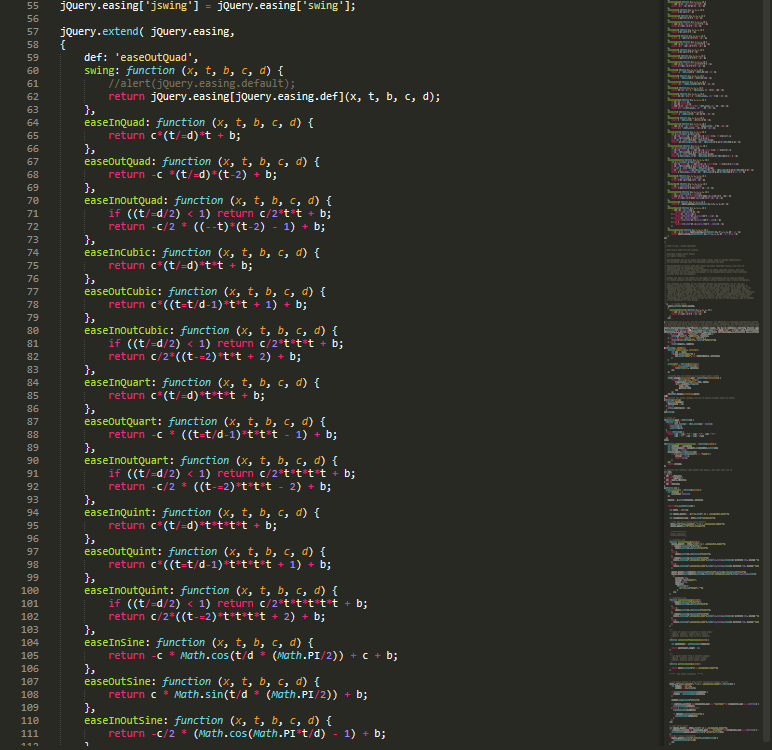 55 jQuery.easing['jswing'] = jQuery.easing['swing'];
56
57 jQuery.extend( jQuery.easing,
58 {
59 def: 'easeOutQuad',
60 swing: function (x, t, b, c, d) {
61 //alert(jQuery.easing.default);
62 return jQuery.easing[jQuery.easing.def](x, t, b, c, d);
63 },
64 easeInQuad: function (x, t, b, c, d) {
65 return c*(t/=d)*t + b;
66 },
67 easeOutQuad: function (x, t, b, c, d) {
68 return -c *(t/=d)*(t-2) + b;
69 },
70 easeInOutQuad: function (x, t, b, c, d) {
71 if ((t/=d/2) < 1) return c/2*t*t + b;
72 return -c/2 * ((--t)*(t-2) - 1) + b;
73 },
74 easeInCubic: function (x, t, b, c, d) {
75 return c*(t/=d)*t*t + b;
76 },
77 easeOutCubic: function (x, t, b, c, d) {
78 return c*((t=t/d-1)*t*t + 1) + b;
79 },
80 easeInOutCubic: function (x, t, b, c, d) {
81 if ((t/=d/2) < 1) return c/2*t*t*t + b;
82 return c/2*((t-=2)*t*t + 2) + b;
83 },
84 easeInQuart: function (x, t, b, c, d) {
85 return c*(t/=d)*t*t*t + b;
86 },
87 easeOutQuart: function (x, t, b, c, d) {
88 return -c * ((t=t/d-1)*t*t*t - 1) + b;
89 },
90 easeInOutQuart: function (x, t, b, c, d) {
91 if ((t/=d/2) < 1) return c/2*t*t*t*t + b;
92 return -c/2 * ((t-=2)*t*t*t - 2) + b;
93 },
94 easeInQuint: function (x, t, b, c, d) {
95 return c*(t/=d)*t*t*t*t + b;
96 },
97 easeOutQuint: function (x, t, b, c, d) {
98 return c*((t=t/d-1)*t*t*t*t + 1) + b;
99 },
100 easeInOutQuint: function (x, t, b, c, d) {
101 if ((t/=d/2) < 1) return c/2*t*t*t*t*t + b;
102 return c/2*((t-=2)*t*t*t*t + 2) + b;
103 },
104 easeInSine: function (x, t, b, c, d) {
105 return -c * Math.cos(t/d * (Math.PI/2)) + c + b;
106 },
107 easeOutSine: function (x, t, b, c, d) {
108 return c * Math.sin(t/d * (Math.PI/2)) + b;
109 },
110 easeInOutSine: function (x, t, b, c, d) {
111 return -c/2 * (Math.cos(Math.PI*t/d) - 1) + b;